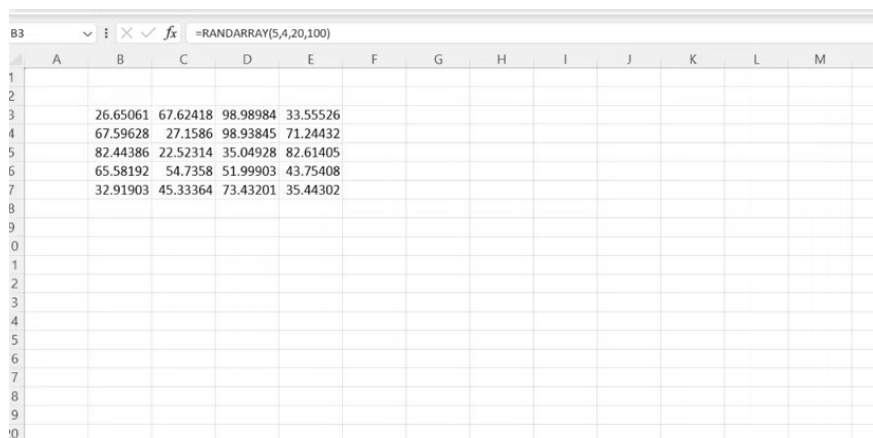 B3 fx =RANDARRAY(5,4,20,100)
A B C D E F G H I J K L M
1
2
3 26.65061 67.62418 98.98984 33.55526
4 67.59628 27.1586 98.93845 71.24432
5 82.44386 22.52314 35.04928 82.61405
6 65.58192 54.7358 51.99903 43.75408
7 32.91903 45.33364 73.43201 35.44302
8
9
0
1
2
3
4
5
6
7
8
9
20